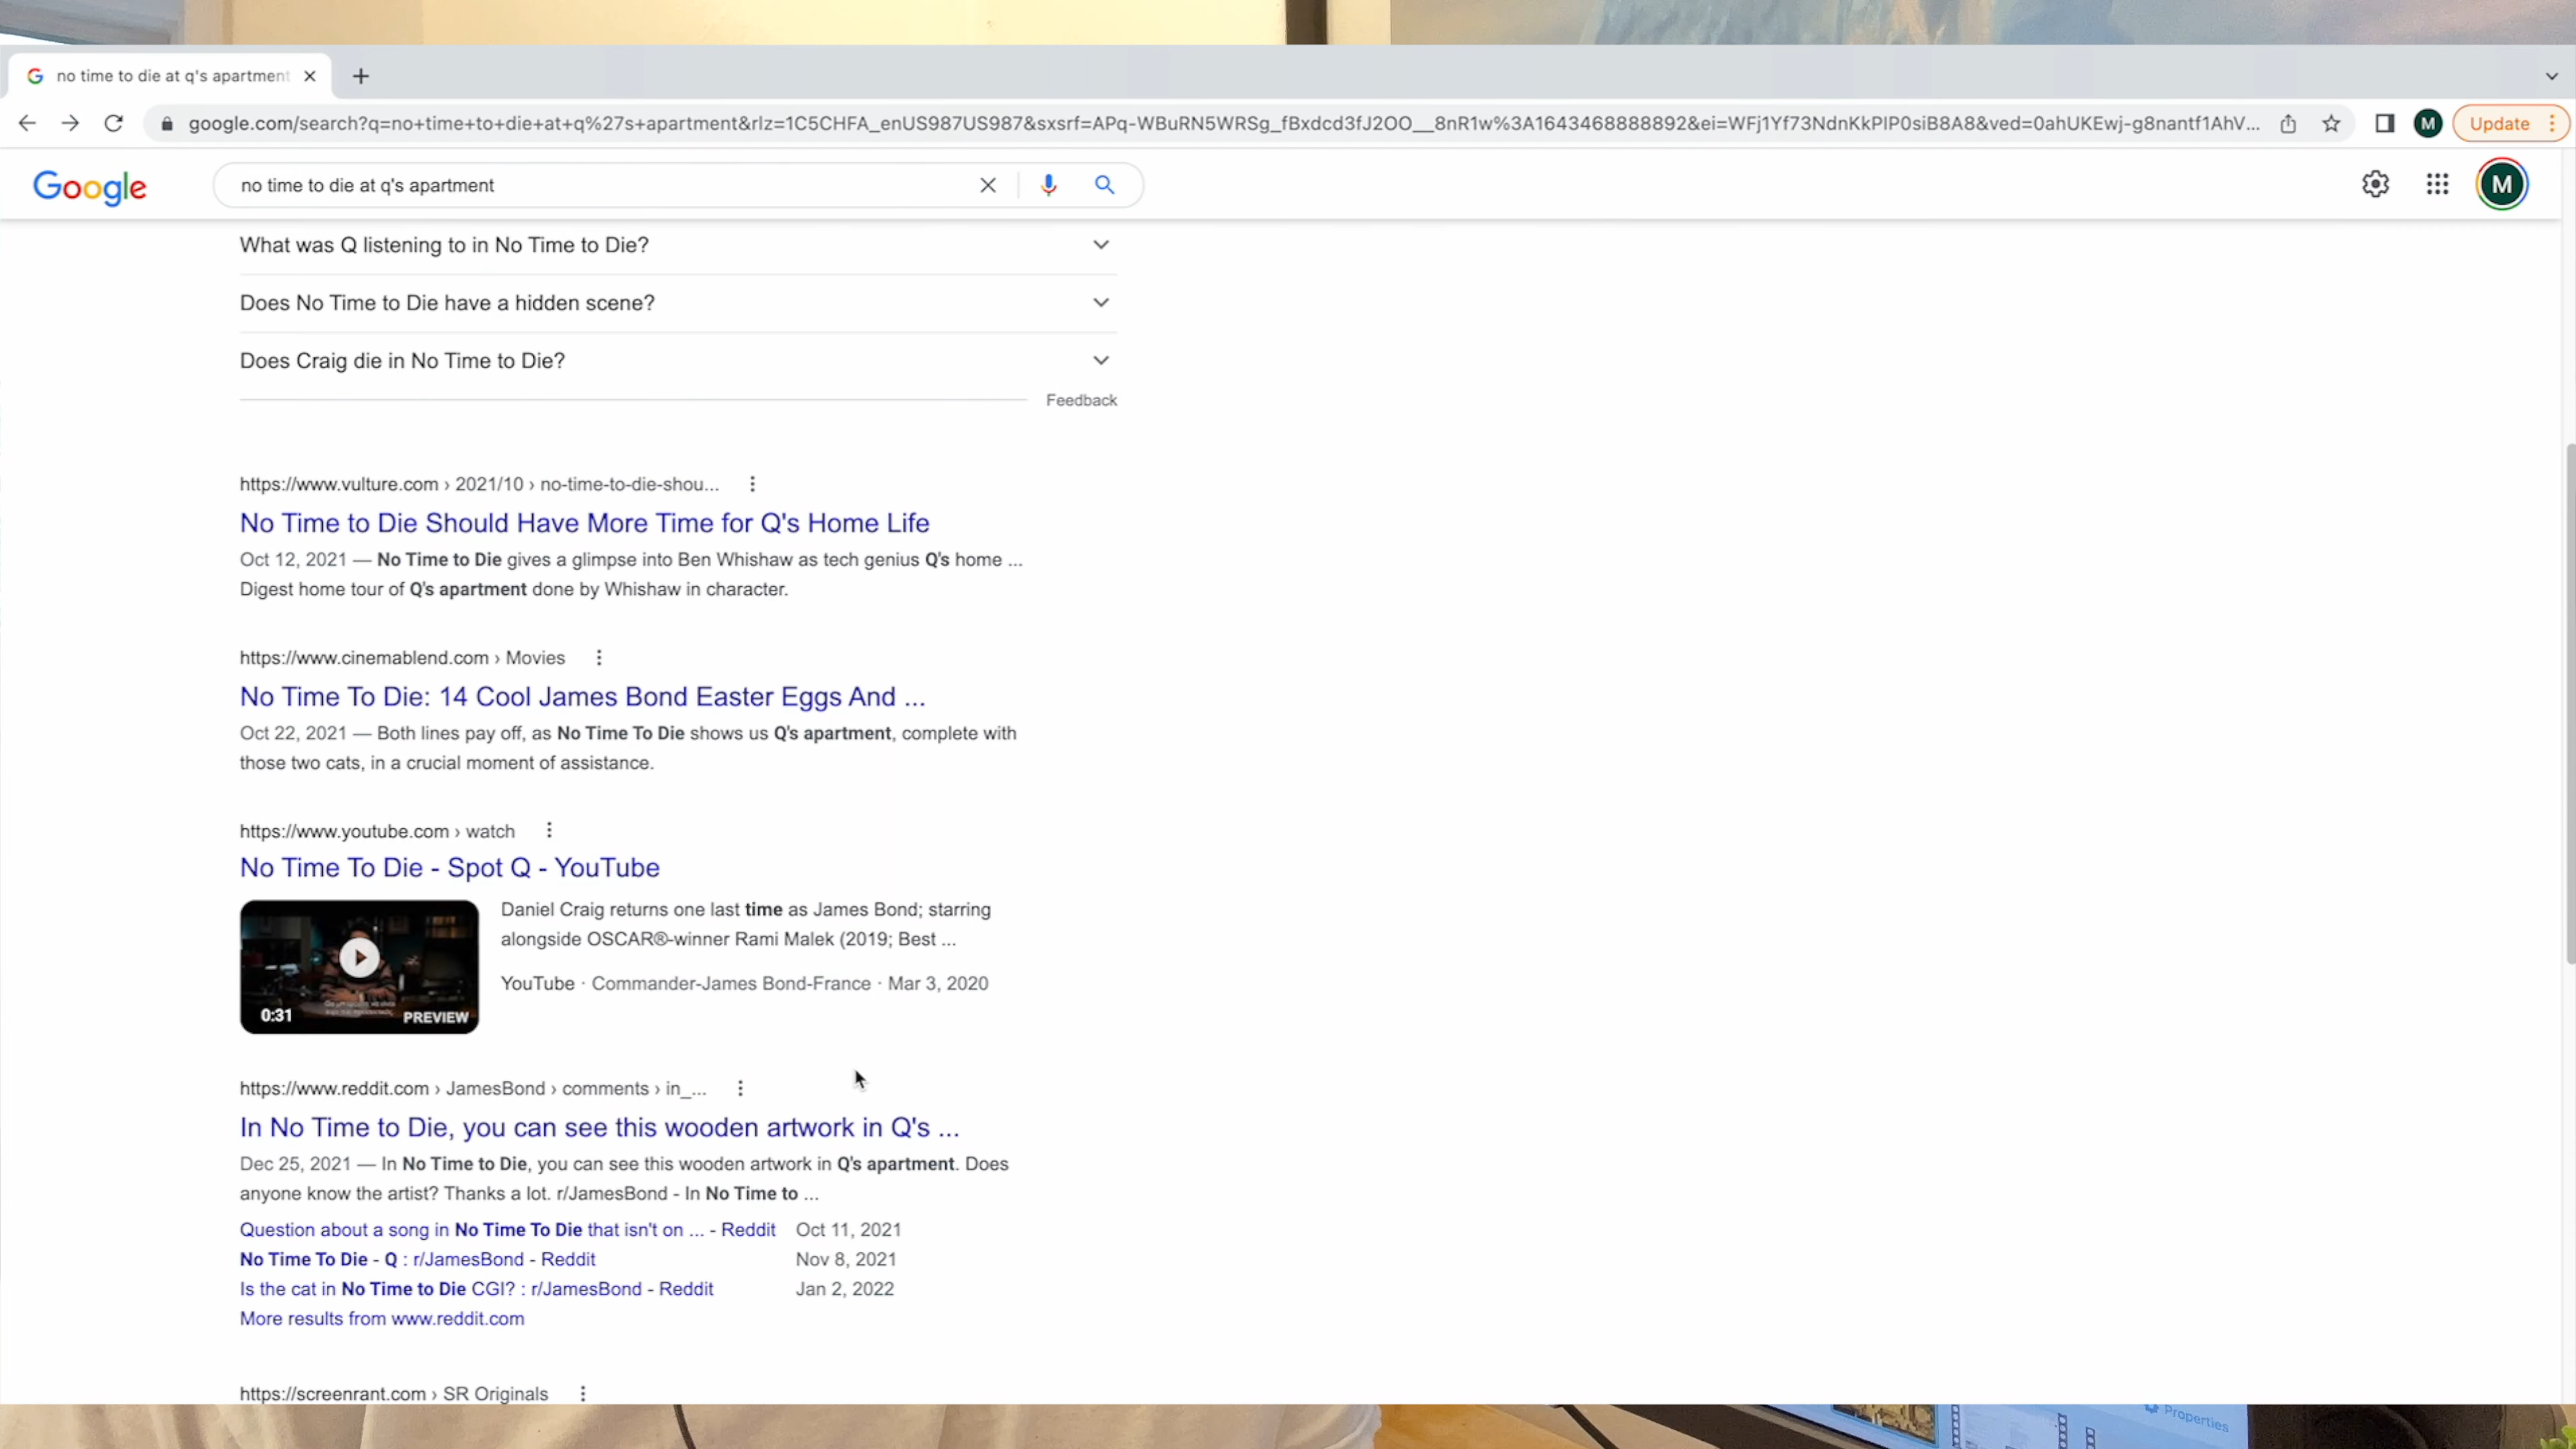 no time to die at q's apartment
google.com/search?q=no+time+to+die+at+q%27s+apartment&rlz=1C5CHFA_enUS987US987&sxsrf=APq-WBuRN5WRSg_fBxdcd3fJ2OO__8nR1w%3A1643468888892&ei=WFj1Yf73NdnKkPIP0siB8A8&ved=0ahUKEwj-g8nantf1AhV...
M
Update
Google
no time to die at q's apartment
M
What was Q listening to in No Time to Die?
Does No Time to Die have a hidden scene?
Does Craig die in No Time to Die?
Feedback
https://www.vulture.com › 2021/10 › no-time-to-die-shou...
No Time to Die Should Have More Time for Q's Home Life
Oct 12, 2021 — No Time to Die gives a glimpse into Ben Whishaw as tech genius Q's home ...
Digest home tour of Q's apartment done by Whishaw in character.
https://www.cinemablend.com › Movies
No Time To Die: 14 Cool James Bond Easter Eggs And ...
Oct 22, 2021 — Both lines pay off, as No Time To Die shows us Q's apartment, complete with
those two cats, in a crucial moment of assistance.
https://www.youtube.com › watch
No Time To Die - Spot Q - YouTube
Daniel Craig returns one last time as James Bond; starring
alongside OSCAR®-winner Rami Malek (2019; Best ...
YouTube · Commander-James Bond-France · Mar 3, 2020
0:31
PREVIEW
https://www.reddit.com › JamesBond › comments › in_...
In No Time to Die, you can see this wooden artwork in Q's ...
Dec 25, 2021 — In No Time to Die, you can see this wooden artwork in Q's apartment. Does
anyone know the artist? Thanks a lot. r/JamesBond - In No Time to ...
Question about a song in No Time To Die that isn't on ... - Reddit Oct 11, 2021
No Time To Die - Q : r/JamesBond - Reddit Nov 8, 2021
Is the cat in No Time to Die CGI? : r/JamesBond - Reddit Jan 2, 2022
More results from www.reddit.com
https://screenrant.com › SR Originals
Properties